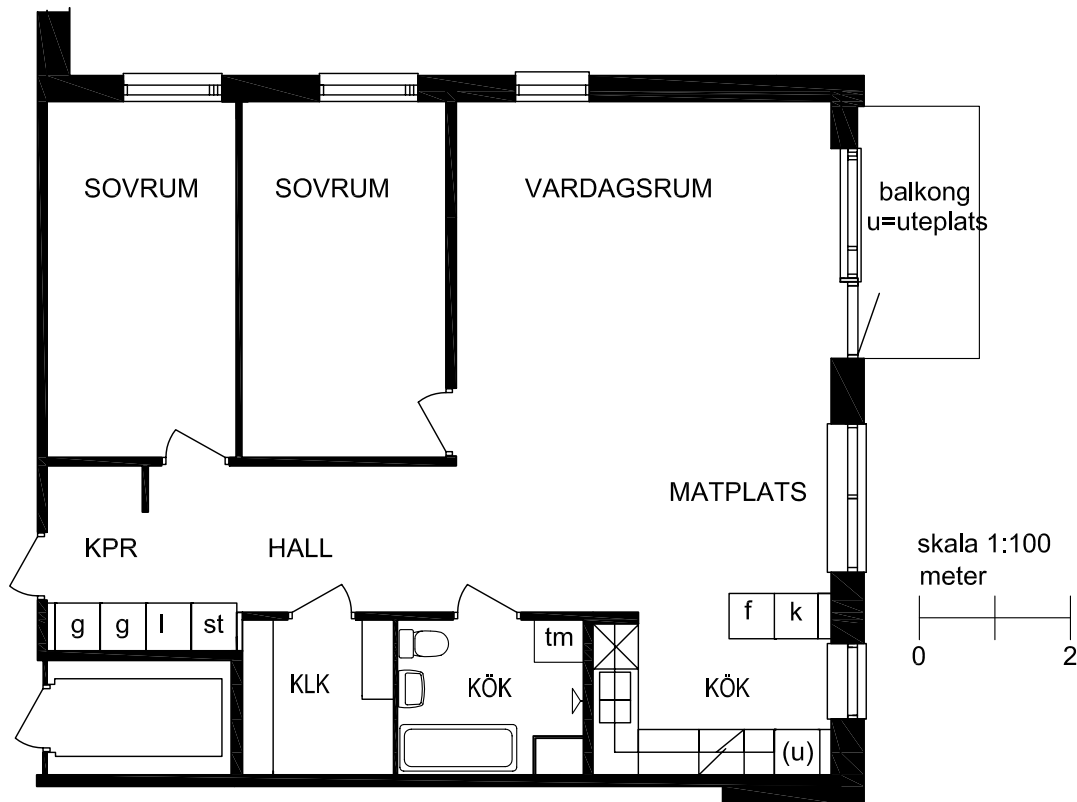 SOVRUM
SOVRUM
VARDAGSRUM
balkong
u=uteplats
MATPLATS
KPR
HALL
skala 1:100
meter
0 2
g g l st
f k
tm
KLK
KÖK
KÖK
(u)